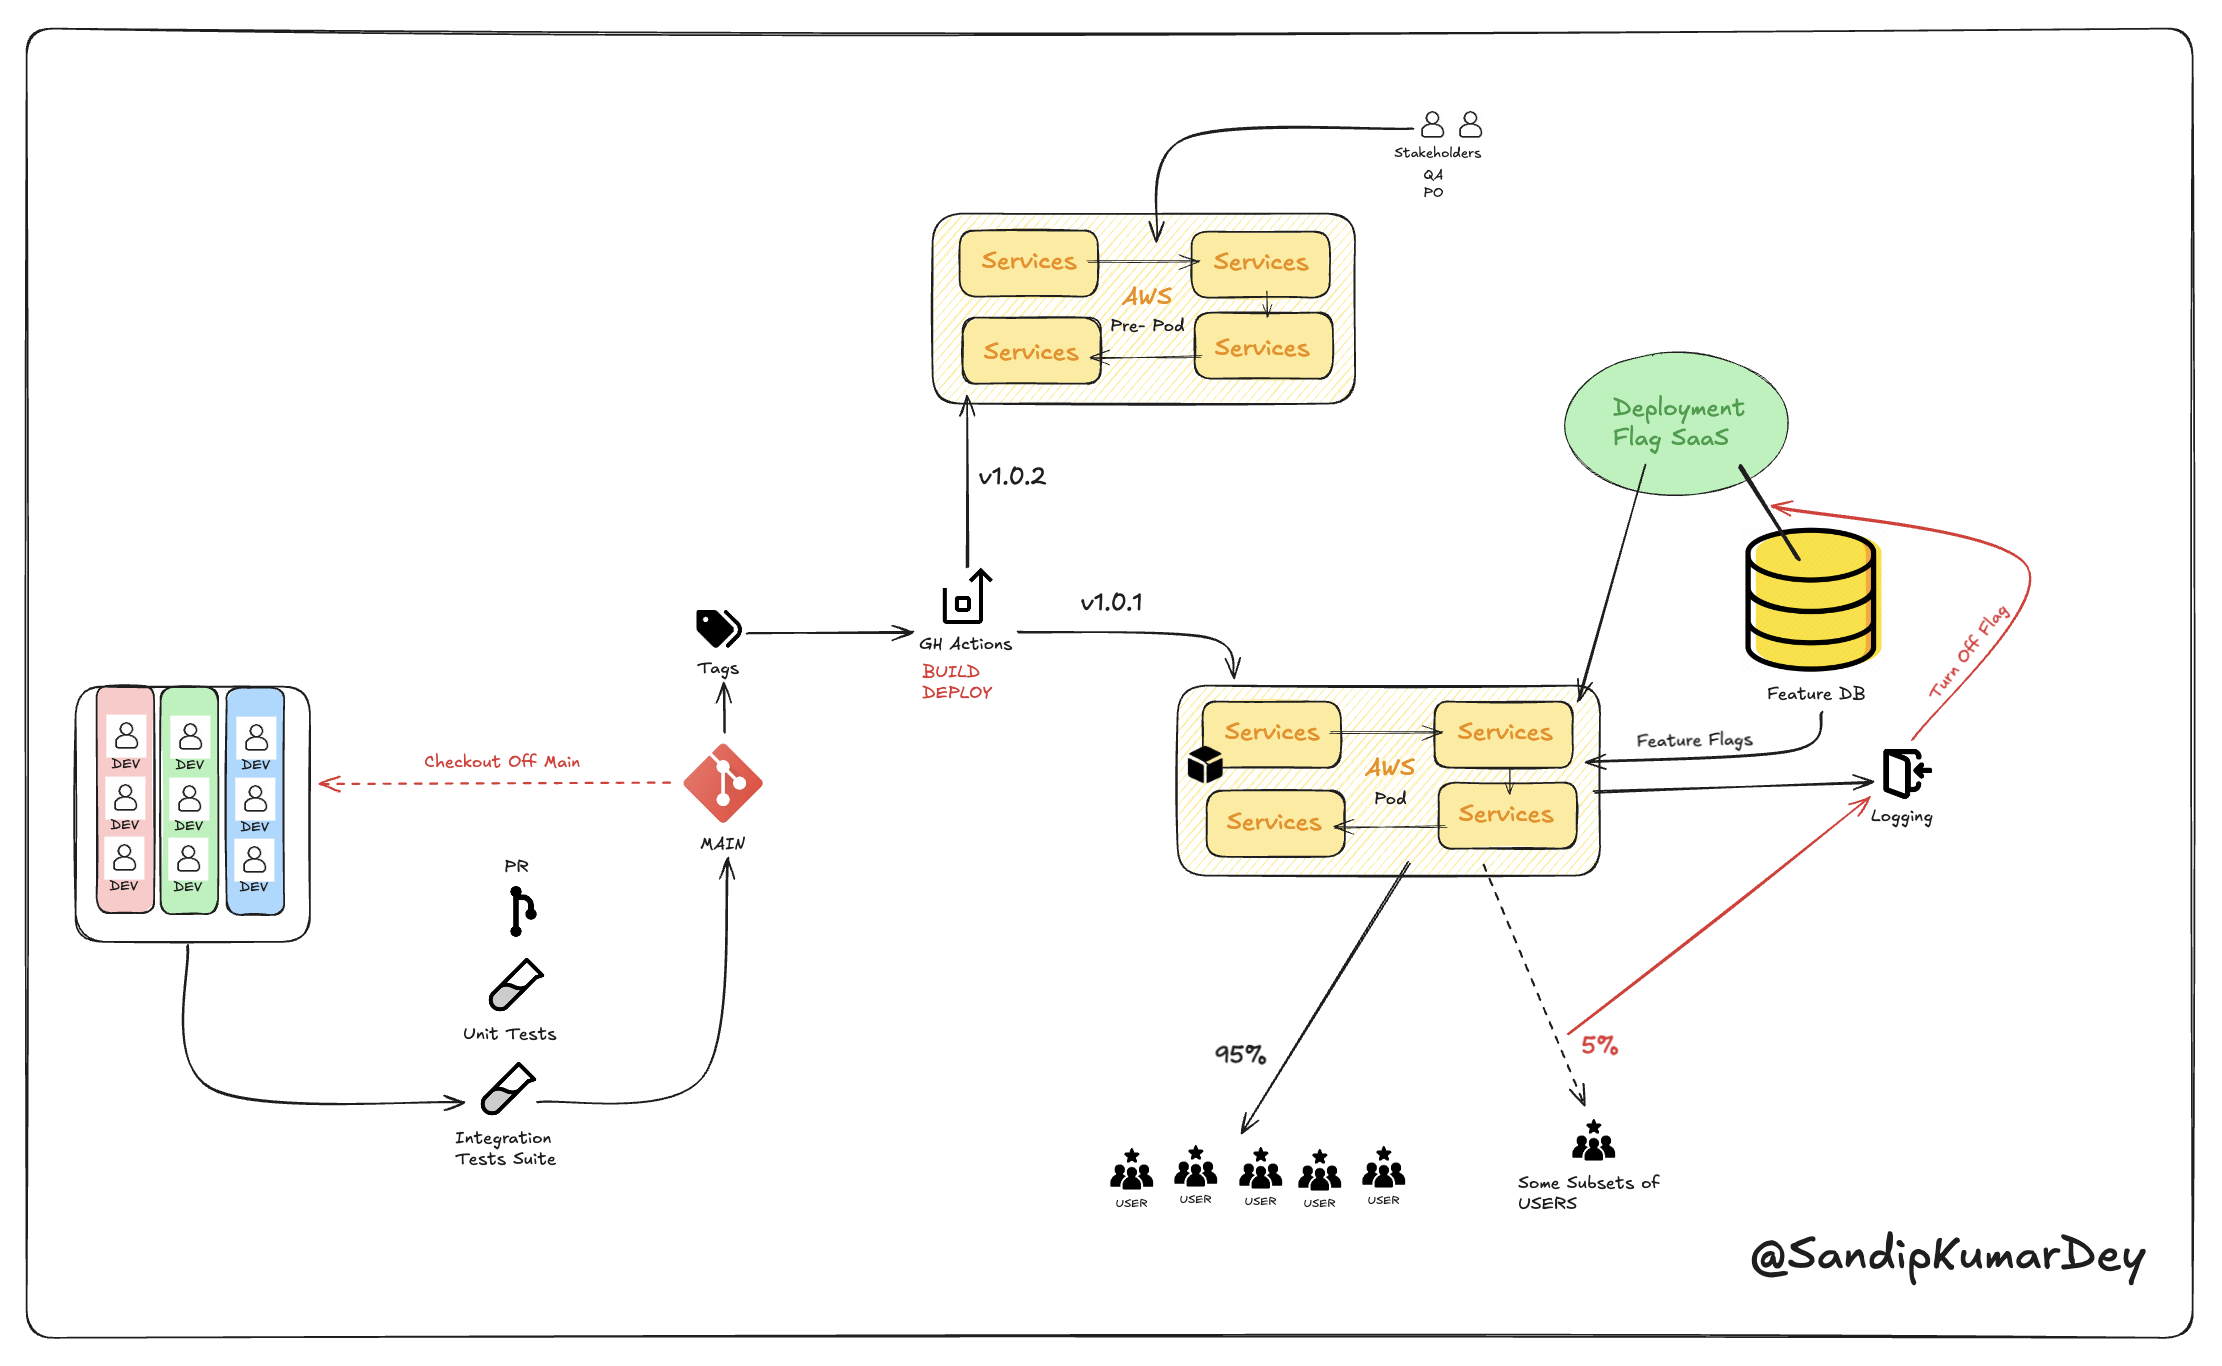 Stakeholders
QA
PO
Services
Services
AWS
Pre- Pod
Services
Services
v1.0.2
Deployment
Flag SaaS
Tags
GH Actions
BUILD
DEPLOY
v1.0.1
Feature DB
Turn Off Flag
Feature Flags
Services
Services
AWS
Pod
Services
Services
Logging
DEV
DEV
DEV
DEV
DEV
DEV
DEV
DEV
DEV
Checkout Off Main
MAIN
PR
Unit Tests
Integration
Tests Suite
95%
5%
USER
USER
USER
USER
USER
Some Subsets of
USERS
@SandipKumarDey